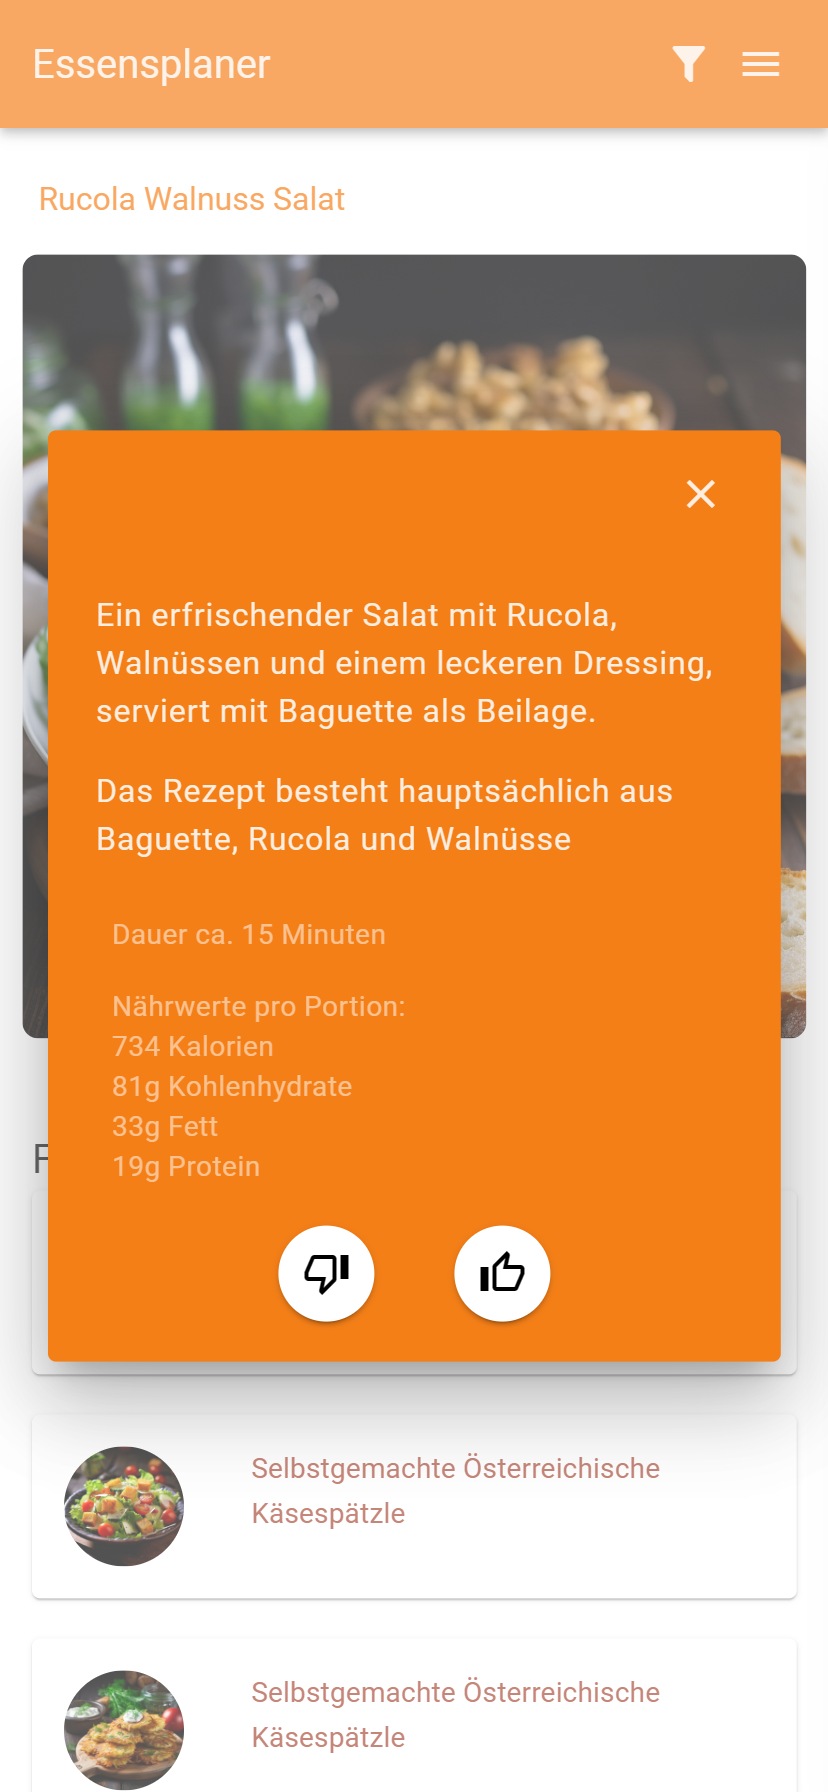 Essensplaner
Rucola Walnuss Salat
Ein erfrischender Salat mit Rucola,
Walnüssen und einem leckeren Dressing,
serviert mit Baguette als Beilage.
Das Rezept besteht hauptsächlich aus
Baguette, Rucola und Walnüsse
Dauer ca. 15 Minuten
Nährwerte pro Portion:
734 Kalorien
81g Kohlenhydrate
33g Fett
19g Protein
Selbstgemachte Österreichische
Käsespätzle
Selbstgemachte Österreichische
Käsespätzle